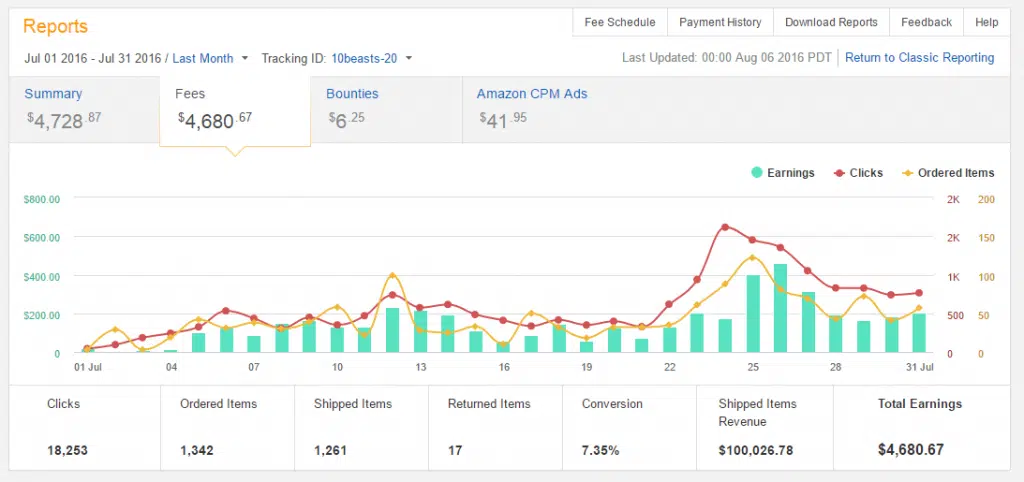 Reports
Fee Schedule Payment History Download Reports Feedback Help
Jul 01 2016 - Jul 31 2016 / Last Month Tracking ID: 10beasts-20
Last Updated: 00:00 Aug 06 2016 PDT Return to Classic Reporting
Summary Fees Bounties Amazon CPM Ads
$4,728.87 $4,680.67 $6.25 $41.95
Earnings Clicks Ordered Items
$800.00 2K 200
$600.00 2K 150
$400.00 1K 100
$200.00 500 50
0 0 0
01 Jul 04 07 10 13 16 19 22 25 28 31 Jul
Clicks Ordered Items Shipped Items Returned Items Conversion Shipped Items Total Earnings
Revenue
18,253 1,342 1,261 17 7.35% $100,026.78 $4,680.67